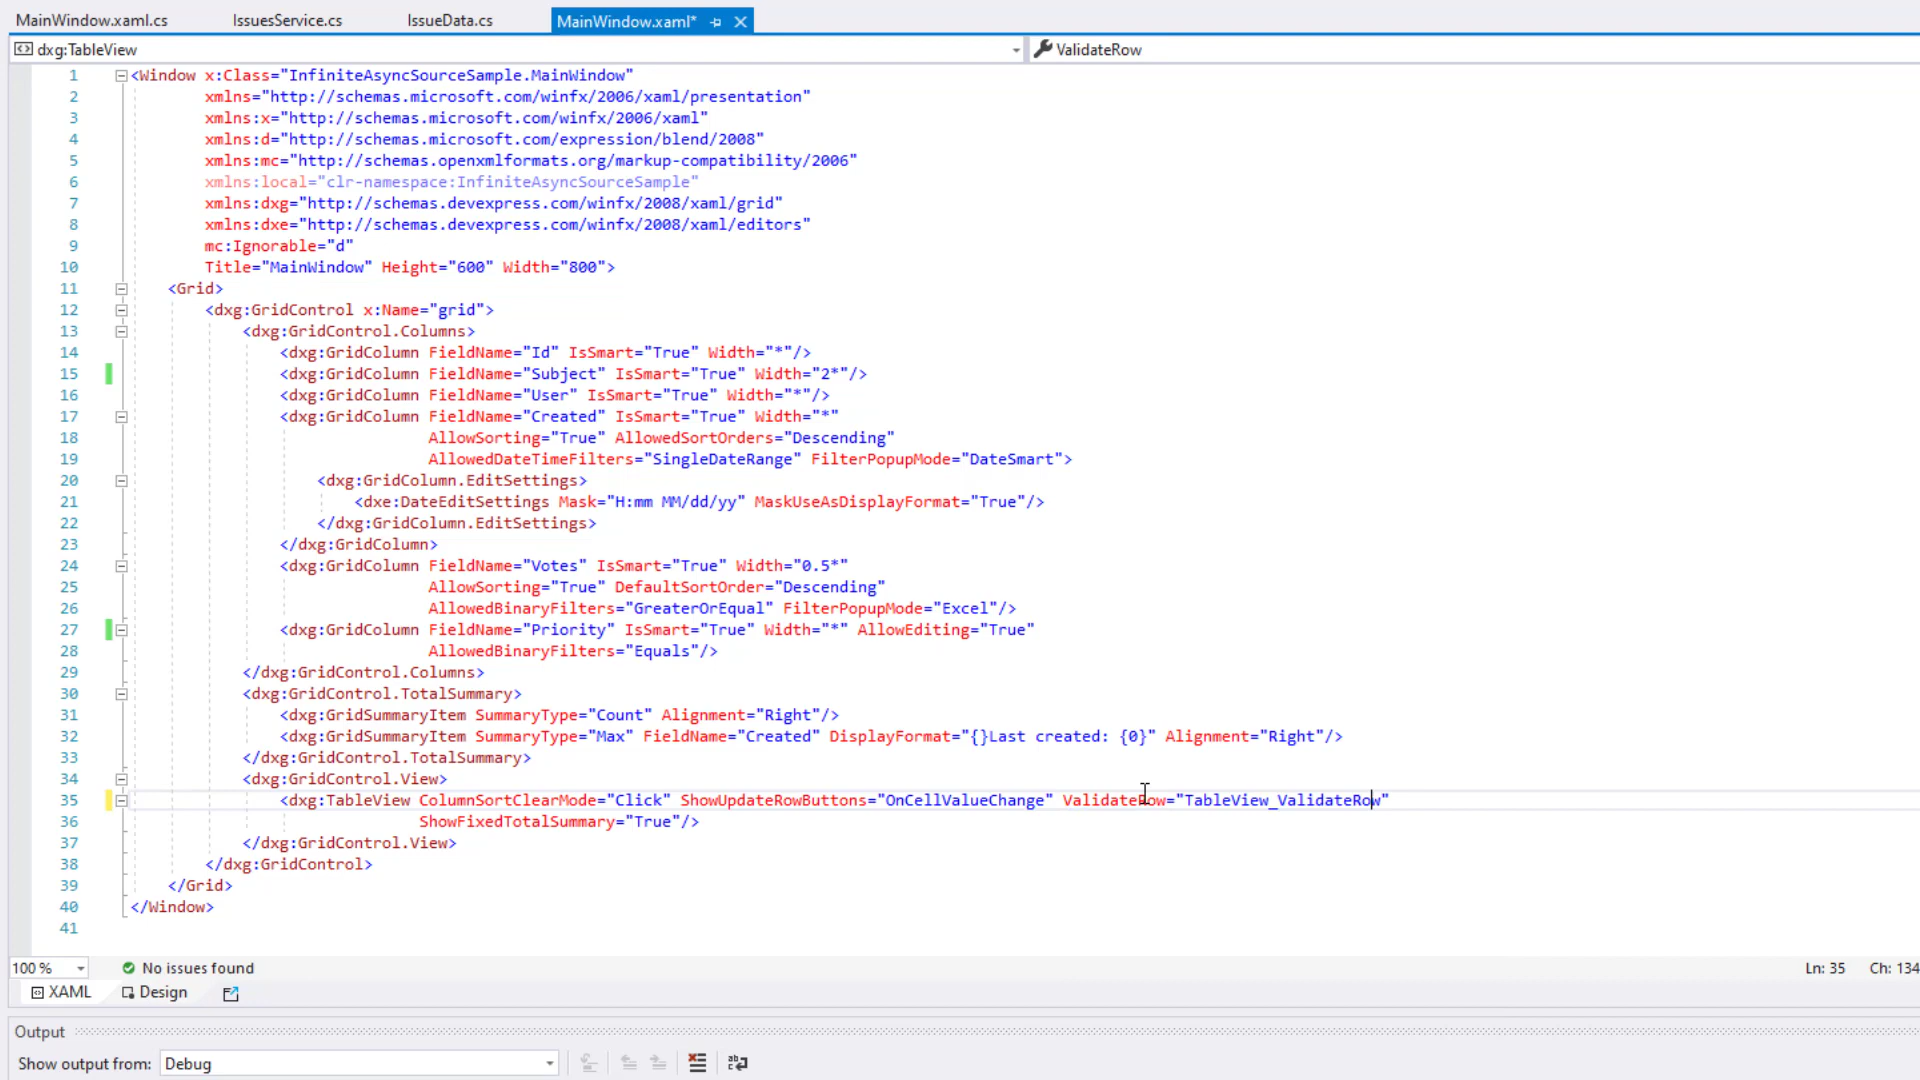 MainWindow.xaml.cs IssuesService.cs IssueData.cs MainWindow.xaml*
dxg:TableView ValidateRow
1 <Window x:Class="InfiniteAsyncSourceSample.MainWindow"
2 xmlns="http://schemas.microsoft.com/winfx/2006/xaml/presentation"
3 xmlns:x="http://schemas.microsoft.com/winfx/2006/xaml"
4 xmlns:d="http://schemas.microsoft.com/expression/blend/2008"
5 xmlns:mc="http://schemas.openxmlformats.org/markup-compatibility/2006"
6 xmlns:local="clr-namespace:InfiniteAsyncSourceSample"
7 xmlns:dxg="http://schemas.devexpress.com/winfx/2008/xaml/grid"
8 xmlns:dxe="http://schemas.devexpress.com/winfx/2008/xaml/editors"
9 mc:Ignorable="d"
10 Title="MainWindow" Height="600" Width="800">
11 <Grid>
12 <dxg:GridControl x:Name="grid">
13 <dxg:GridControl.Columns>
14 <dxg:GridColumn FieldName="Id" IsSmart="True" Width="*"/>
15 <dxg:GridColumn FieldName="Subject" IsSmart="True" Width="2*"/>
16 <dxg:GridColumn FieldName="User" IsSmart="True" Width="*"/>
17 <dxg:GridColumn FieldName="Created" IsSmart="True" Width="*"
18 AllowSorting="True" AllowedSortOrders="Descending"
19 AllowedDateTimeFilters="SingleDateRange" FilterPopupMode="DateSmart">
20 <dxg:GridColumn.EditSettings>
21 <dxe:DateEditSettings Mask="H:mm MM/dd/yy" MaskUseAsDisplayFormat="True"/>
22 </dxg:GridColumn.EditSettings>
23 </dxg:GridColumn>
24 <dxg:GridColumn FieldName="Votes" IsSmart="True" Width="0.5*"
25 AllowSorting="True" DefaultSortOrder="Descending"
26 AllowedBinaryFilters="GreaterOrEqual" FilterPopupMode="Excel"/>
27 <dxg:GridColumn FieldName="Priority" IsSmart="True" Width="*" AllowEditing="True"
28 AllowedBinaryFilters="Equals"/>
29 </dxg:GridControl.Columns>
30 <dxg:GridControl.TotalSummary>
31 <dxg:GridSummaryItem SummaryType="Count" Alignment="Right"/>
32 <dxg:GridSummaryItem SummaryType="Max" FieldName="Created" DisplayFormat="{}Last created: {0}" Alignment="Right"/>
33 </dxg:GridControl.TotalSummary>
34 <dxg:GridControl.View>
35 <dxg:TableView ColumnSortClearMode="Click" ShowUpdateRowButtons="OnCellValueChange" ValidateRow="TableView_ValidateRow"
36 ShowFixedTotalSummary="True"/>
37 </dxg:GridControl.View>
38 </dxg:GridControl>
39 </Grid>
40 </Window>
41
100 % No issues found Ln: 35 Ch: 134
XAML Design
Output
Show output from: Debug